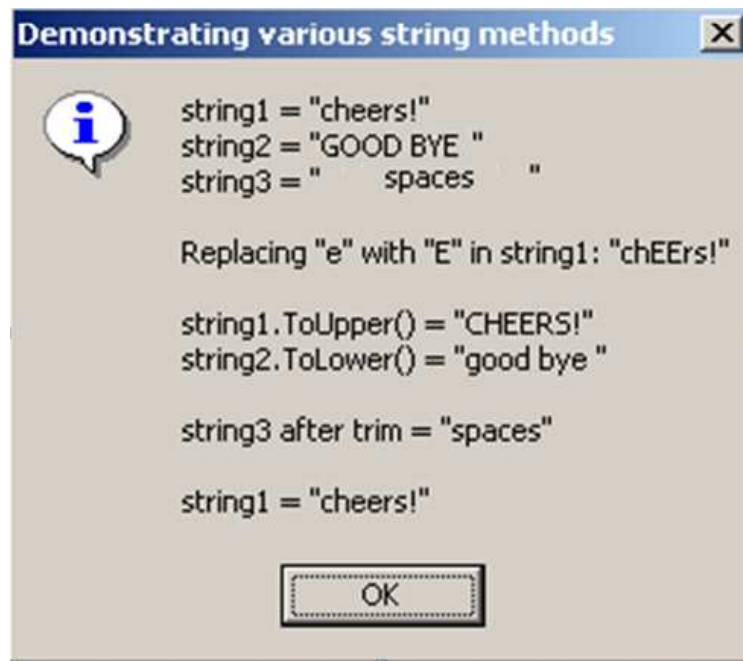 Demonstrating various string methods
string1 = "cheers!"
string2 = "GOOD BYE "
string3 = "     spaces     "
Replacing "e" with "E" in string1: "chEErs!"
string1.ToUpper() = "CHEERS!"
string2.ToLower() = "good bye "
string3 after trim = "spaces"
string1 = "cheers!"
OK